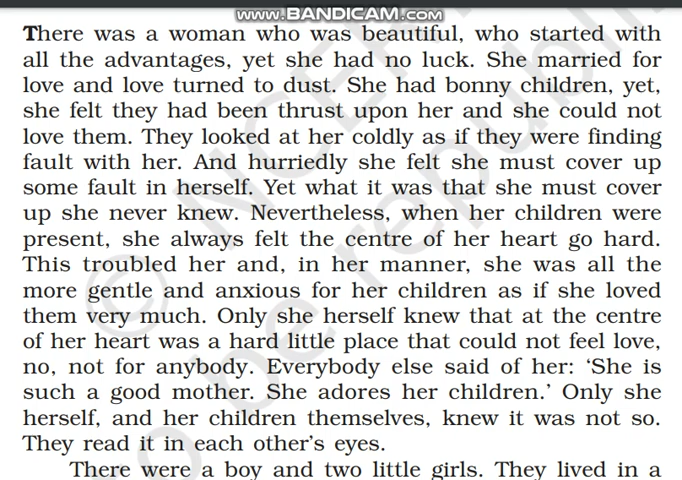 www.BANDICAM.com
There was a woman who was beautiful, who started with
all the advantages, yet she had no luck. She married for
love and love turned to dust. She had bonny children, yet,
she felt they had been thrust upon her and she could not
love them. They looked at her coldly as if they were finding
fault with her. And hurriedly she felt she must cover up
some fault in herself. Yet what it was that she must cover
up she never knew. Nevertheless, when her children were
present, she always felt the centre of her heart go hard.
This troubled her and, in her manner, she was all the
more gentle and anxious for her children as if she loved
them very much. Only she herself knew that at the centre
of her heart was a hard little place that could not feel love,
no, not for anybody. Everybody else said of her: ‘She is
such a good mother. She adores her children.’ Only she
herself, and her children themselves, knew it was not so.
They read it in each other’s eyes.
There were a boy and two little girls. They lived in a